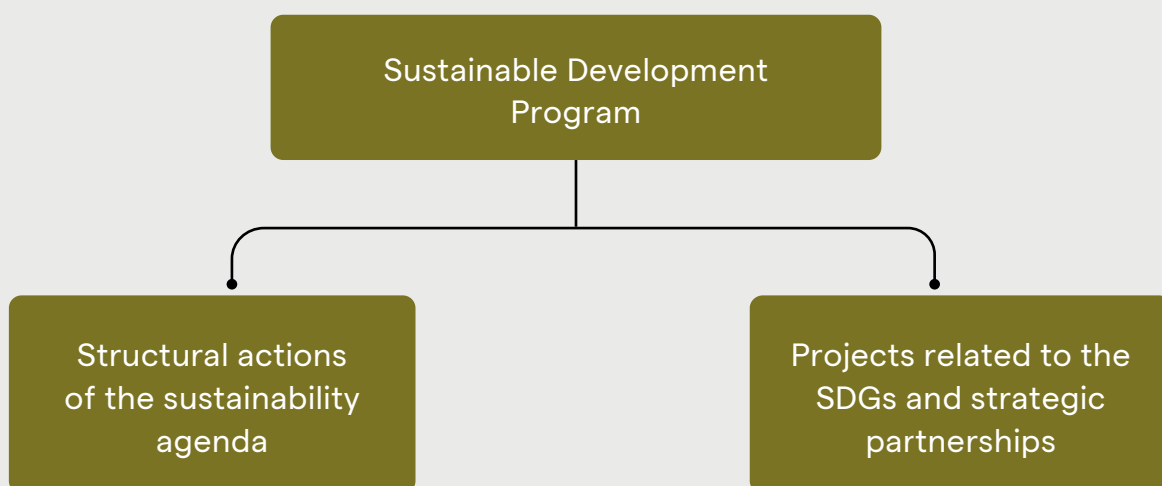 Sustainable Development
Program
Structural actions
of the sustainability
agenda
Projects related to the
SDGs and strategic
partnerships